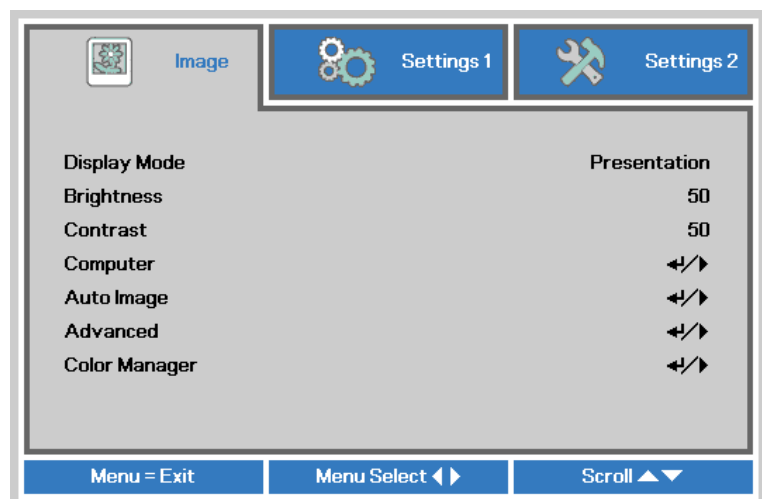 Image Settings 1 Settings 2
Display Mode Presentation
Brightness 50
Contrast 50
Computer
Auto Image
Advanced
Color Manager
Menu = Exit Menu Select Scroll